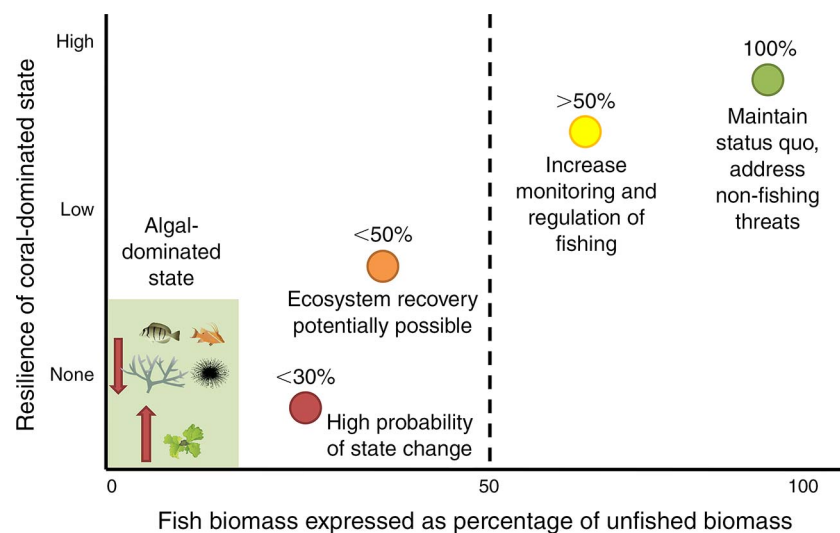 High
Low
None
Resilience of coral-dominated state
Algal-
dominated
state
<30%
High probability
of state change
<50%
Ecosystem recovery
potentially possible
>50%
Increase
monitoring and
regulation of
fishing
100%
Maintain
status quo,
address
non-fishing
threats
0
50
100
Fish biomass expressed as percentage of unfished biomass